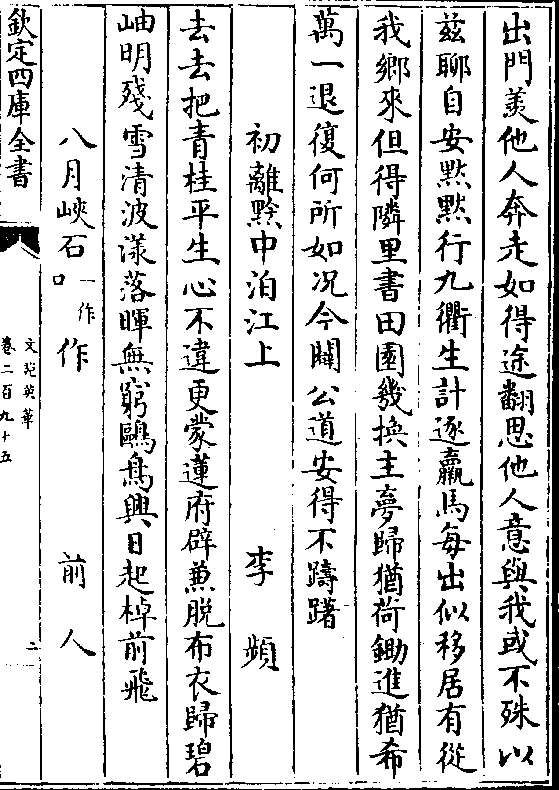 出門羨他人奔走如得途翻思他人意與我或不殊以
兹聊自安黙黙行九衢生計逐羸馬每出似移居有從
我鄉來但得隣里書田園幾換主夢歸猶荷鋤進猶希
萬一退復何所如况今闢公道安得不躊躇
初離黔中泊江上 李頻
去去把青桂平生心不違更蒙蓮府辟兼脱布衣歸碧
岫明殘雪清波漾落暉無窮鷗鳥興日起棹前飛
八月峽石一作口作 前人
欽定四庫全書
文苑英華
卷二百九十五
二